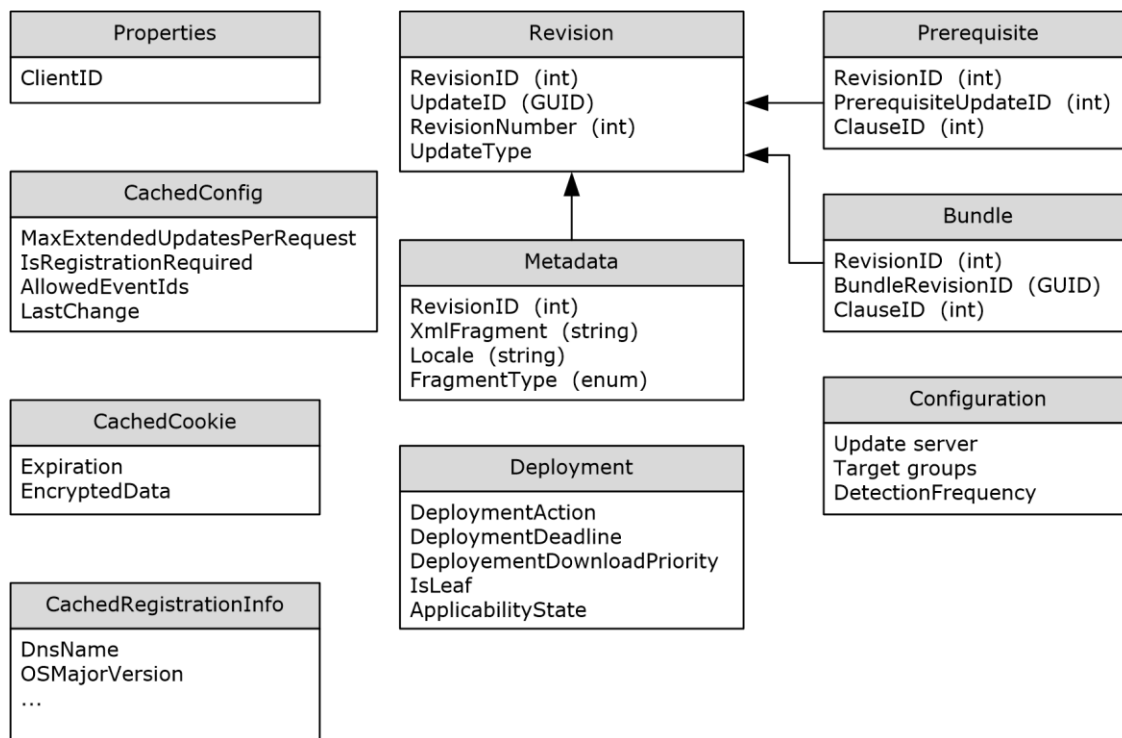 Properties
ClientID
Revision
RevisionID (int)
UpdateID (GUID)
RevisionNumber (int)
UpdateType
Prerequisite
RevisionID (int)
PrerequisiteUpdateID (int)
ClauseID (int)
CachedConfig
MaxExtendedUpdatesPerRequest
IsRegistrationRequired
AllowedEventIds
LastChange
Metadata
RevisionID (int)
XmlFragment (string)
Locale (string)
FragmentType (enum)
Bundle
RevisionID (int)
BundleRevisionID (GUID)
ClauseID (int)
CachedCookie
Expiration
EncryptedData
Deployment
DeploymentAction
DeploymentDeadline
DeployementDownloadPriority
IsLeaf
ApplicabilityState
Configuration
Update server
Target groups
DetectionFrequency
CachedRegistrationInfo
DnsName
OSMajorVersion
...